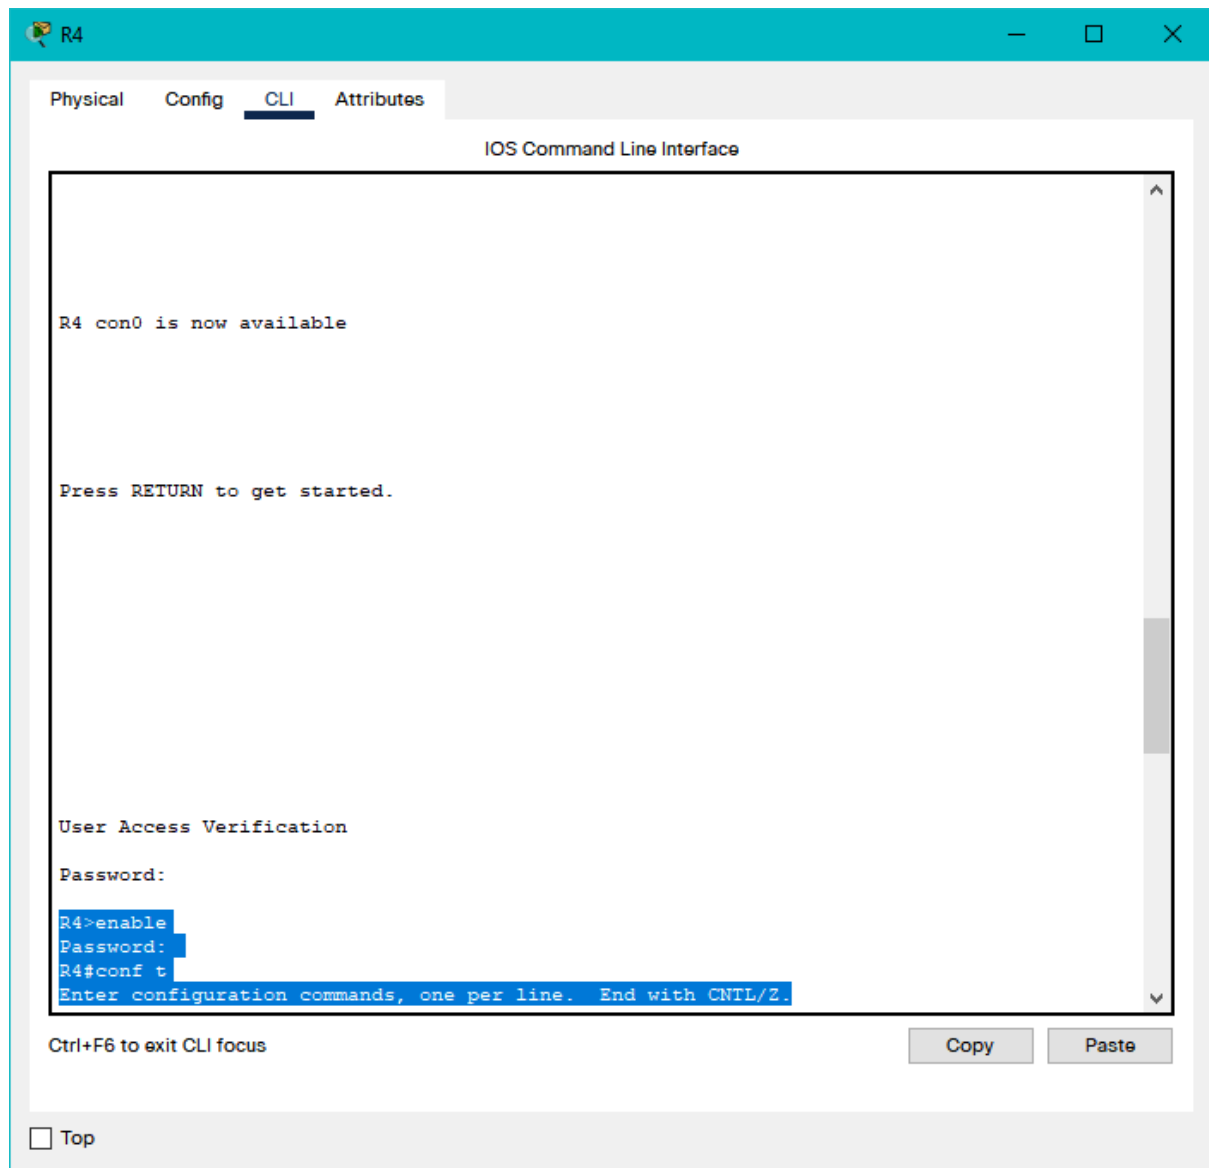 R4
Physical Config CLI Attributes
IOS Command Line Interface
R4 con0 is now available
Press RETURN to get started.
User Access Verification
Password:
R4>enable
Password:
R4#conf t
Enter configuration commands, one per line.  End with CNTL/Z.
Ctrl+F6 to exit CLI focus
Copy Paste
Top